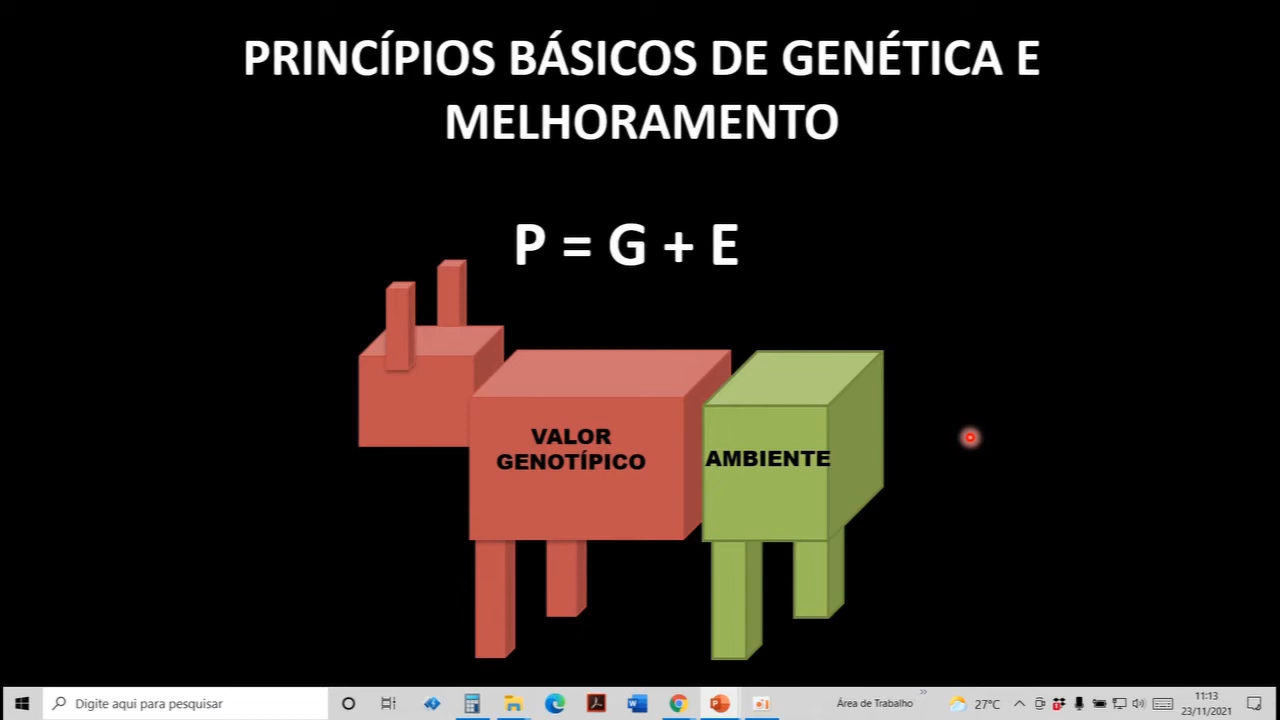 PRINCÍPIOS BÁSICOS DE GENÉTICA E
MELHORAMENTO
P = G + E
VALOR
GENOTÍPICO
AMBIENTE
Digite aqui para pesquisar
Área de Trabalho
27°C
11:13
23/11/2021